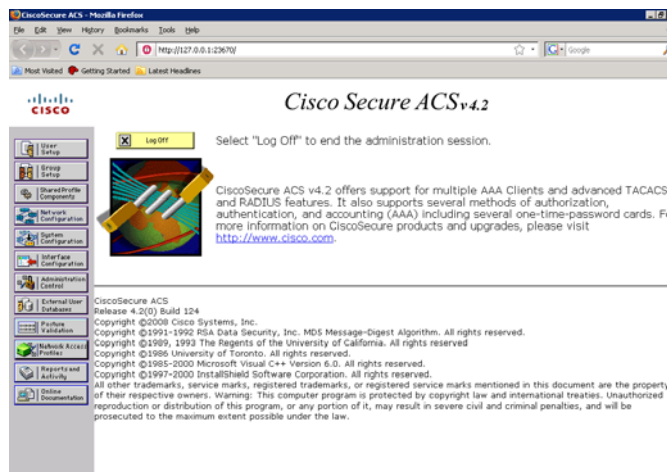 CiscoSecure ACS - Mozilla Firefox
File Edit View History Bookmarks Tools Help
http://127.0.0.1:23670/
Google
Most Visited Getting Started Latest Headlines
CISCO
Cisco Secure ACS v4.2
User Setup
Group Setup
Shared Profile Components
Network Configuration
System Configuration
Interface Configuration
Administration Control
External User Databases
Posture Validation
Network Access Profiles
Reports and Activity
Online Documentation
X Log Off
Select "Log Off" to end the administration session.
CiscoSecure ACS v4.2 offers support for multiple AAA Clients and advanced TACACS
and RADIUS features. It also supports several methods of authorization,
authentication, and accounting (AAA) including several one-time-password cards. Fo
more information on CiscoSecure products and upgrades, please visit
http://www.cisco.com.
CiscoSecure ACS
Release 4.2(0) Build 124
Copyright ©2008 Cisco Systems, Inc.
Copyright ©1991-1992 RSA Data Security, Inc. MD5 Message-Digest Algorithm. All rights reserved.
Copyright ©1989, 1993 The Regents of the University of California. All rights reserved.
Copyright ©1986 University of Toronto. All rights reserved.
Copyright ©1985-2000 Microsoft Visual C++ Version 6.0. All rights reserved.
Copyright ©1997-2000 InstallShield Software Corporation. All rights reserved.
All other trademarks, service marks, registered trademarks, or registered service marks mentioned in this document are the property
of their respective owners. Warning: This computer program is protected by copyright law and international treaties. Unauthorized
reproduction or distribution of this program, or any portion of it, may result in severe civil and criminal penalties, and will be
prosecuted to the maximum extent possible under the law.